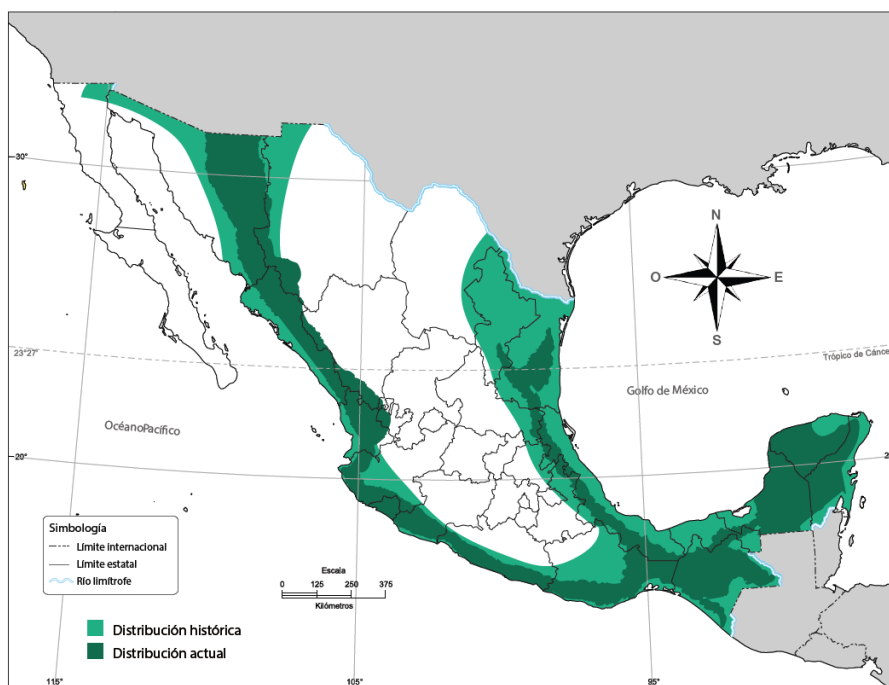 30°
N
O
E
S
23°27'
Trópico de Cánce
Golfo de México
OcéanoPacífico
20°
2
Simbología
Límite internacional
Límite estatal
Río limítrofe
Escala
0 125 250 375
Kilómetros
Distribución histórica
Distribución actual
115° 105° 95°